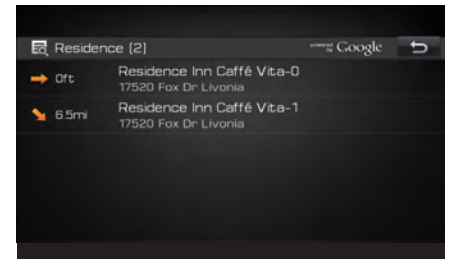 Residence (2)
powered by Google
0ft
Residence Inn Caffé Vita-0
17520 Fox Dr Livonia
6.5mi
Residence Inn Caffé Vita-1
17520 Fox Dr Livonia